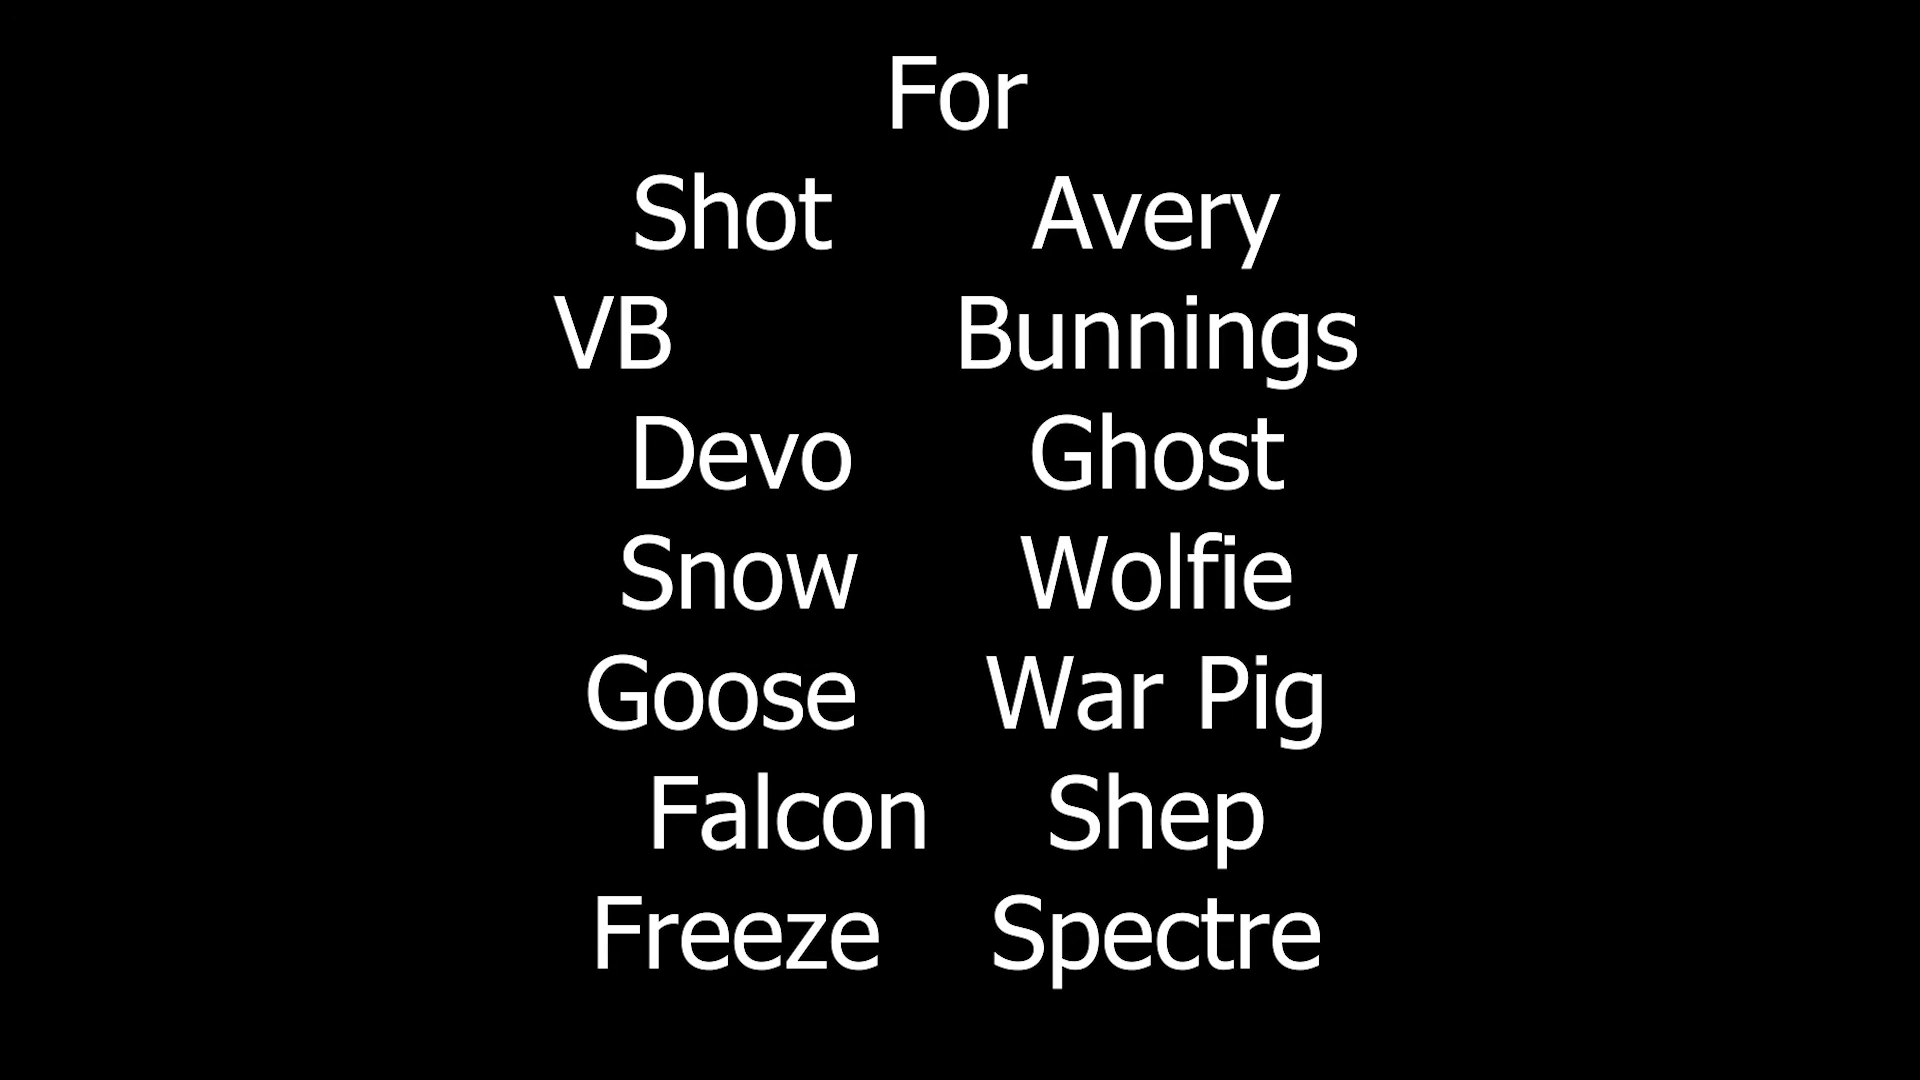 For
Shot Avery
VB Bunnings
Devo Ghost
Snow Wolfie
Goose War Pig
Falcon Shep
Freeze Spectre